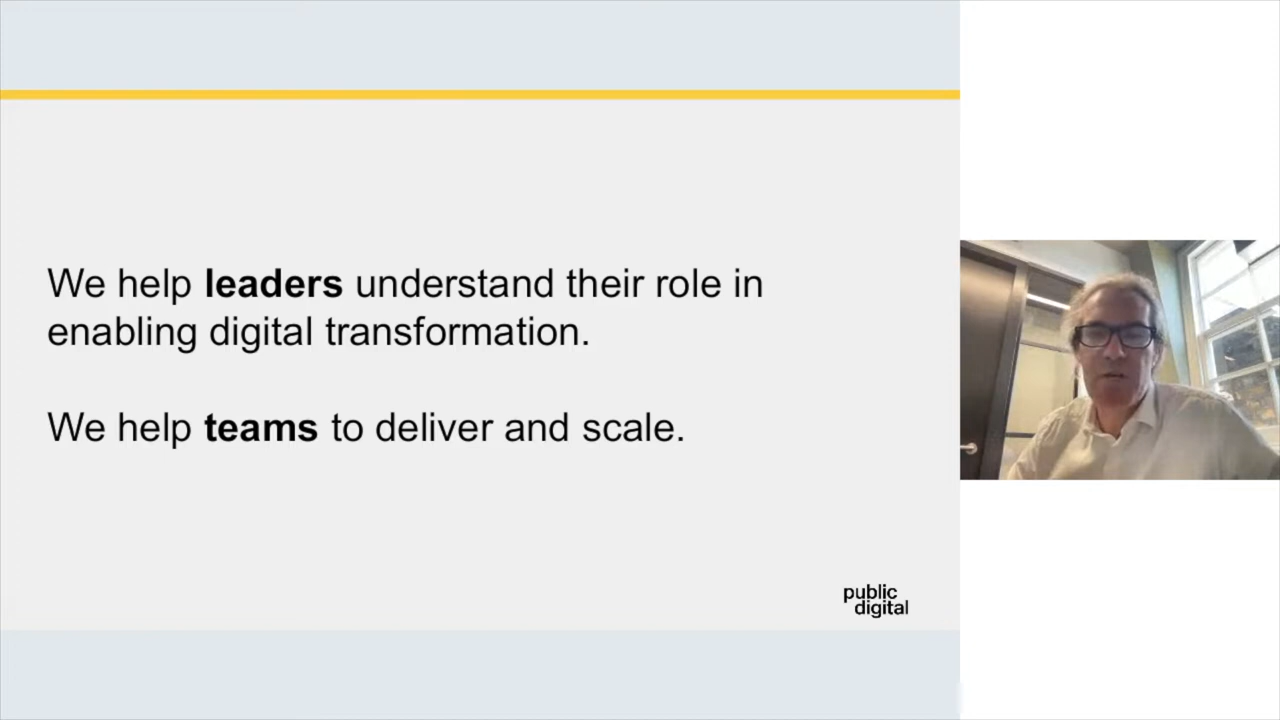 We help leaders understand their role in
enabling digital transformation.
We help teams to deliver and scale.
public
digital